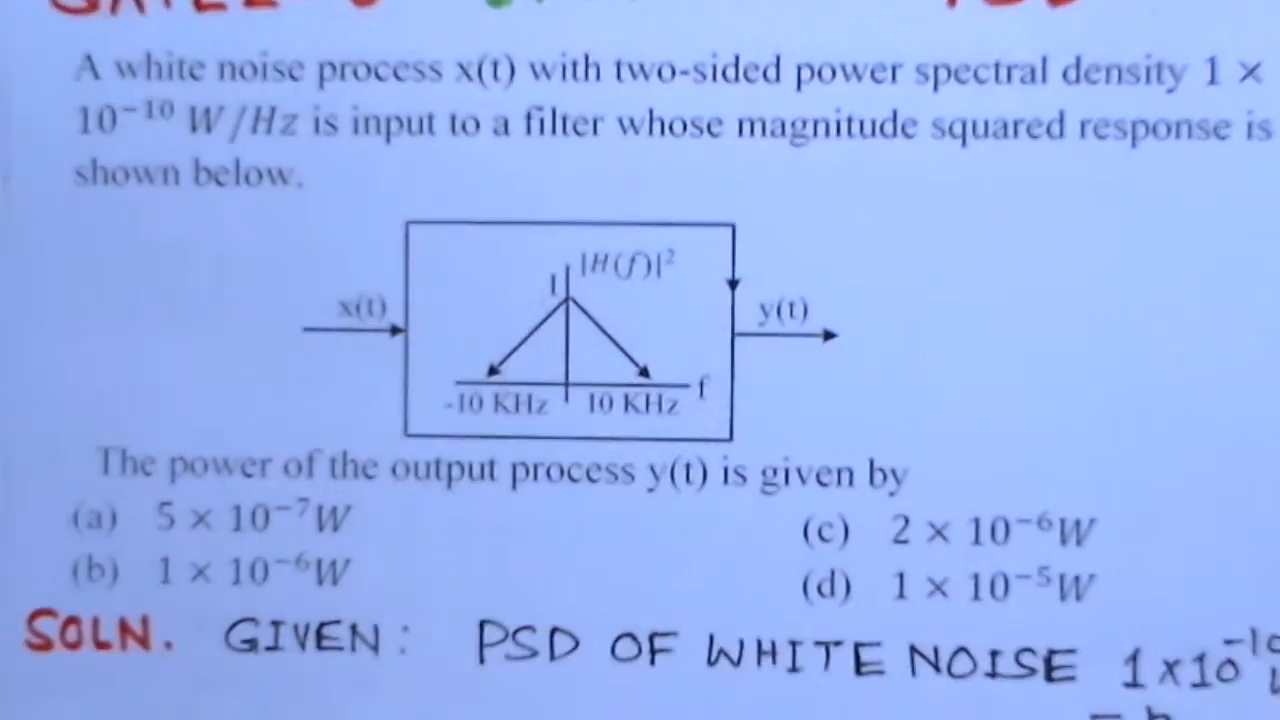 A white noise process x(t) with two-sided power spectral density 1 ×
10⁻¹⁰ W/Hz is input to a filter whose magnitude squared response is
shown below.
|H(f)|²
1
x(t)
y(t)
f
-10 KHz 10 KHz
The power of the output process y(t) is given by
(a) 5 × 10⁻⁷W
(c) 2 × 10⁻⁶W
(b) 1 × 10⁻⁶W
(d) 1 × 10⁻⁵W
SOLN. GIVEN: PSD OF WHITE NOISE 1x10